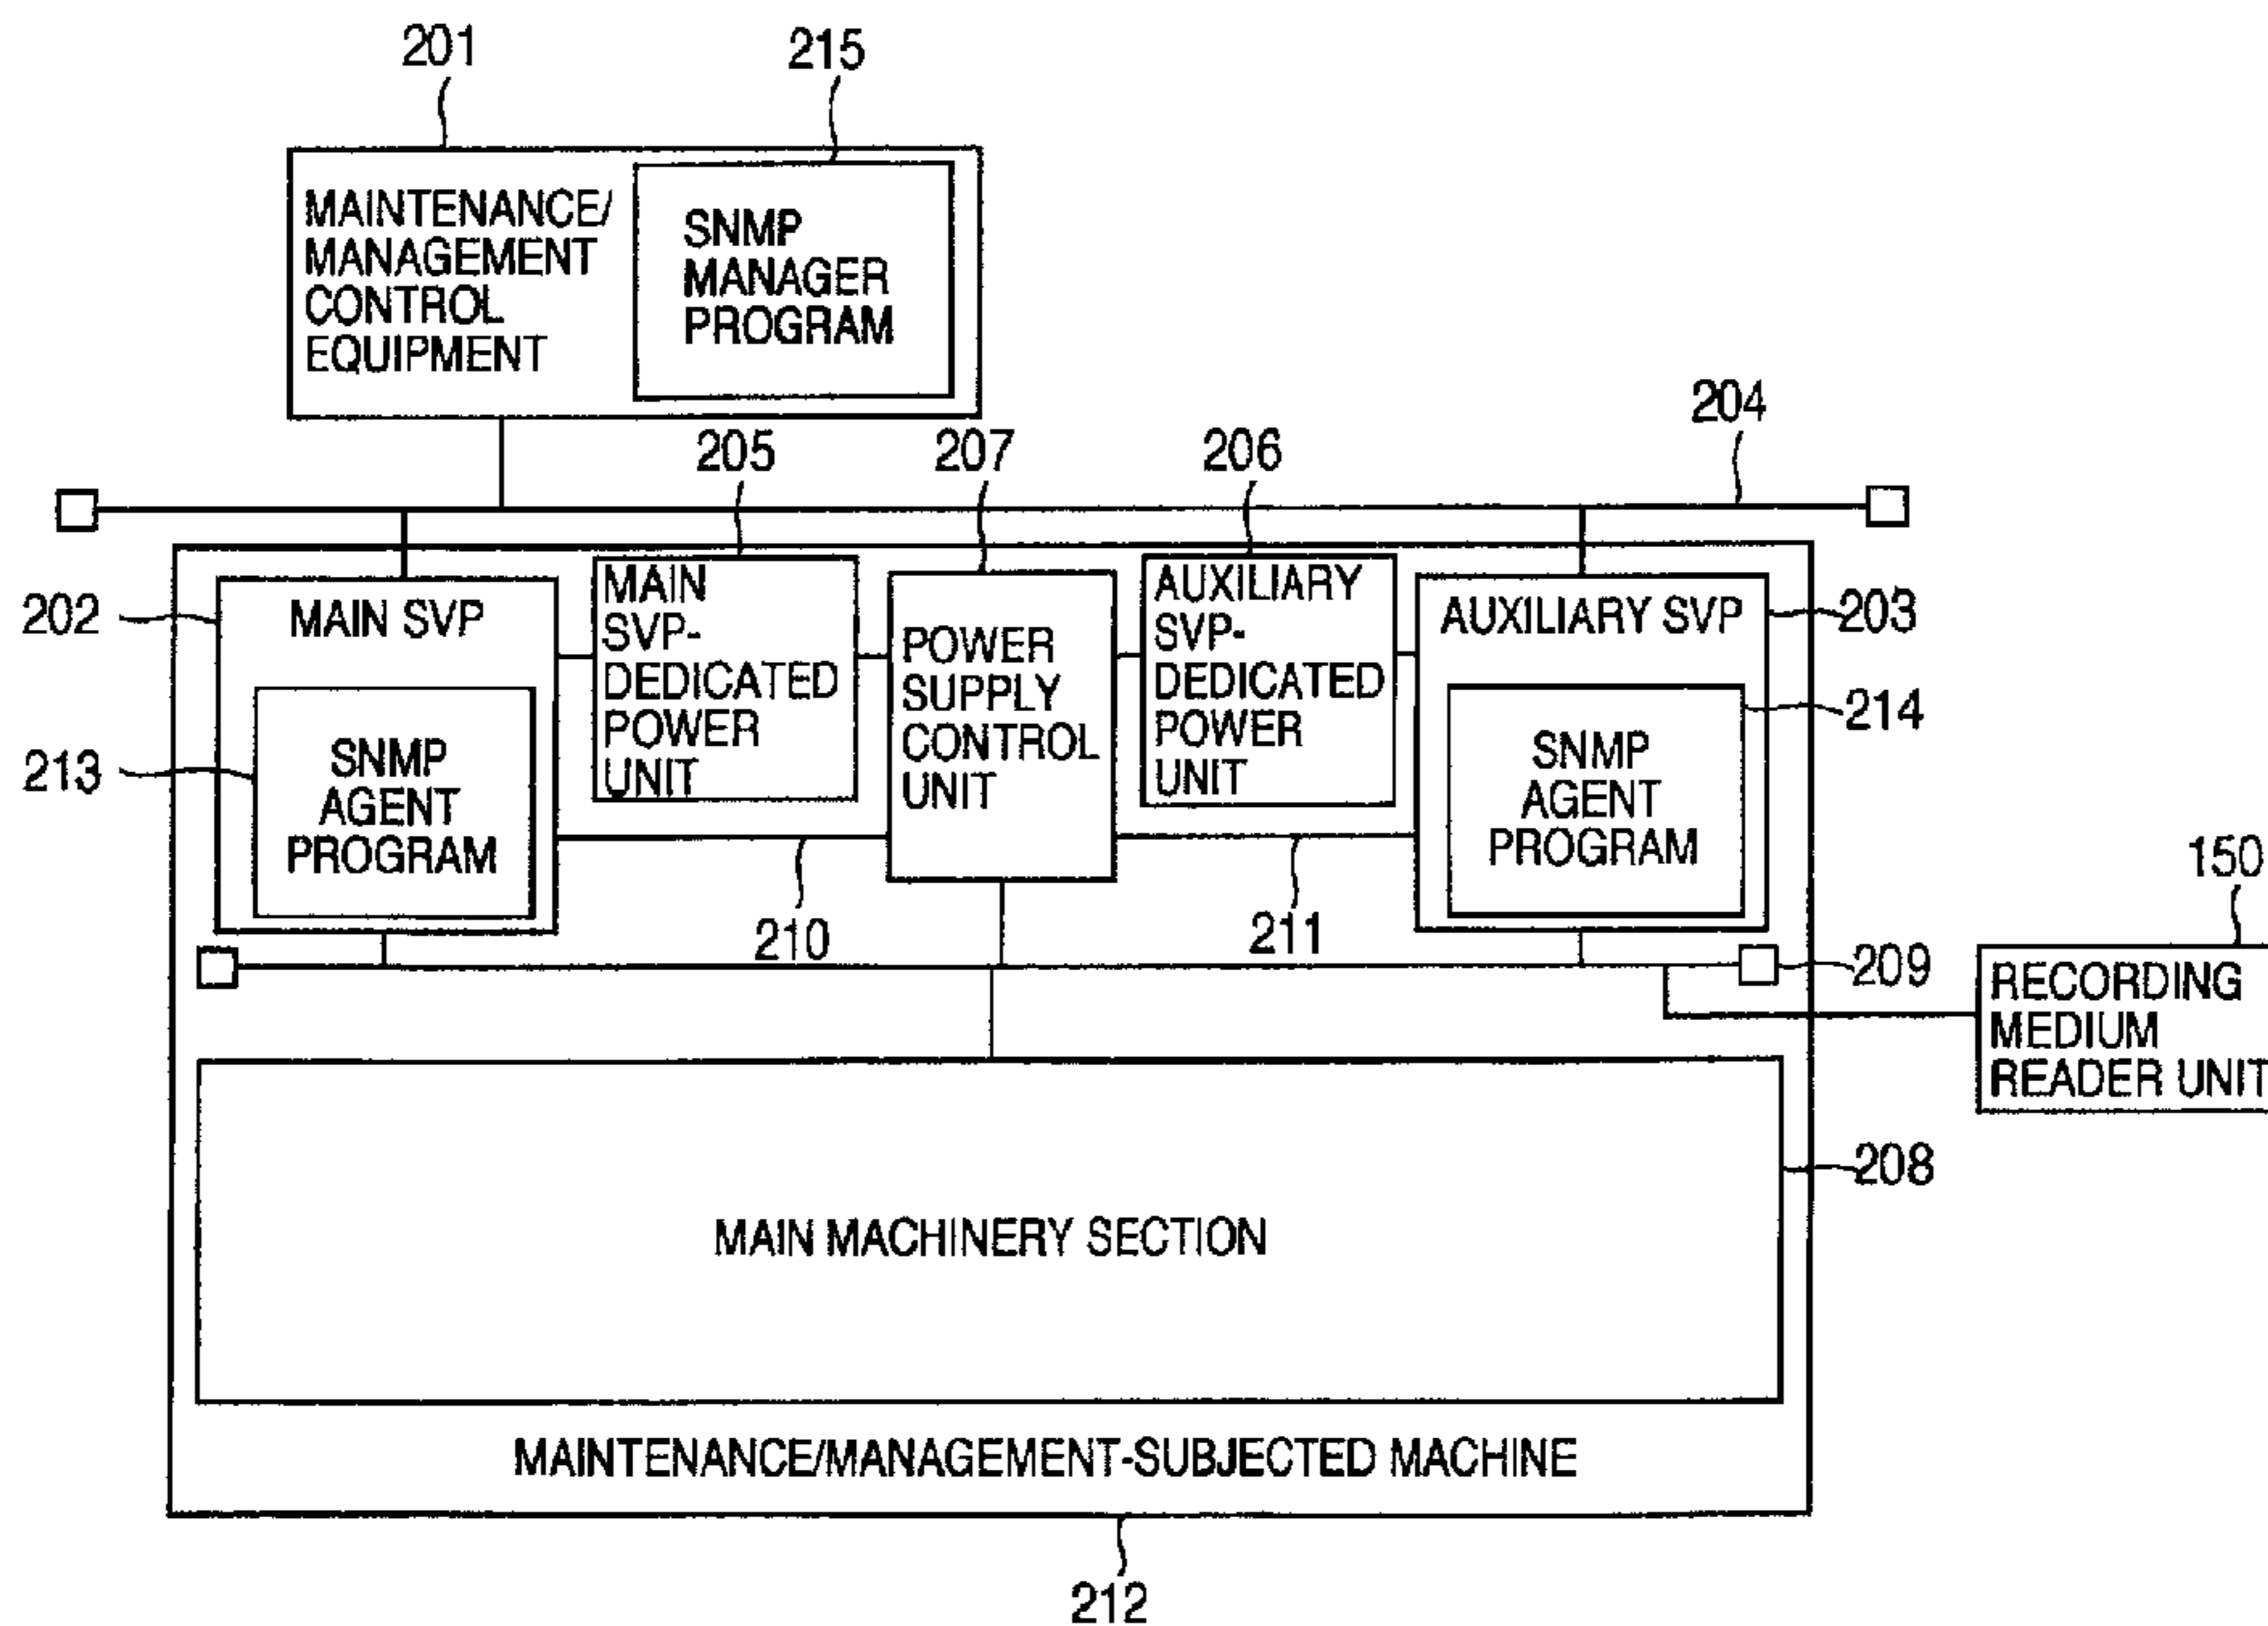 201
215
MAINTENANCE/
MANAGEMENT
CONTROL
EQUIPMENT
SNMP
MANAGER
PROGRAM
204
205
207
206
202
MAIN SVP
MAIN
SVP-
DEDICATED
POWER
UNIT
POWER
SUPPLY
CONTROL
UNIT
AUXILIARY
SVP-
DEDICATED
POWER
UNIT
AUXILIARY SVP
203
213
SNMP
AGENT
PROGRAM
SNMP
AGENT
PROGRAM
214
210
211
209
150
RECORDING
MEDIUM
READER UNIT
208
MAIN MACHINERY SECTION
MAINTENANCE/MANAGEMENT-SUBJECTED MACHINE
212